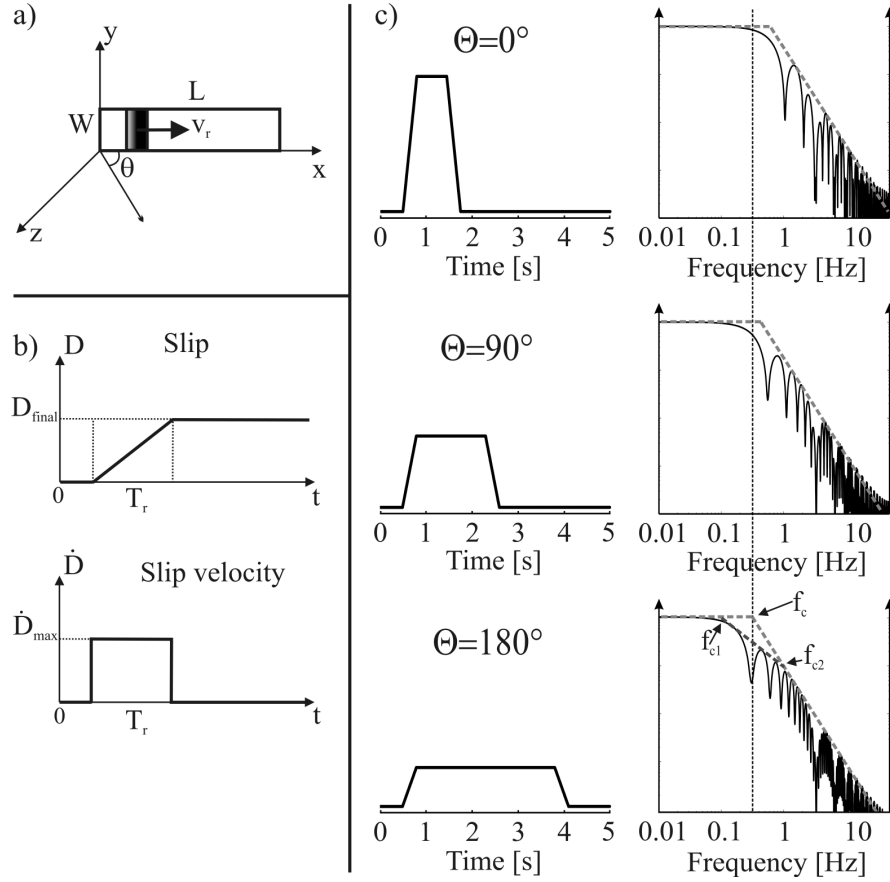 a)
y
L
W
v_r
θ
x
z
b)
D
Slip
D_final
0
T_r
t
Ḋ
Slip velocity
Ḋ_max
0
T_r
t
c)
Θ=0°
0 1 2 3 4 5
Time [s]
0.01 0.1 1 10
Frequency [Hz]
Θ=90°
0 1 2 3 4 5
Time [s]
0.01 0.1 1 10
Frequency [Hz]
Θ=180°
f_c
f_c1
f_c2
0 1 2 3 4 5
Time [s]
0.01 0.1 1 10
Frequency [Hz]